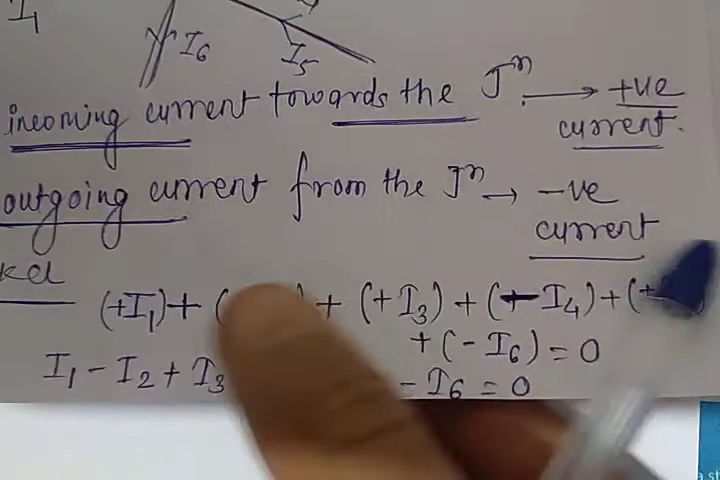 I₁
I₆
I₅
incoming current towards the Jⁿ. → +ve
current.
outgoing current from the Jⁿ → -ve
current
(+I₁) + ( ) + (+I₃) + (-I₄) + (+
+ (- I₆) = 0
I₁ - I₂ + I₃ - I₆ = 0